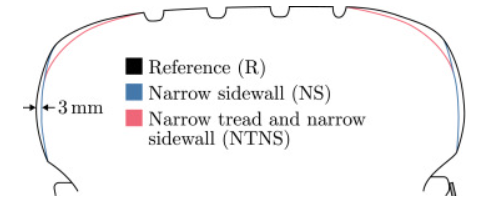 Reference (R)
Narrow sidewall (NS)
3 mm
Narrow tread and narrow
sidewall (NTNS)